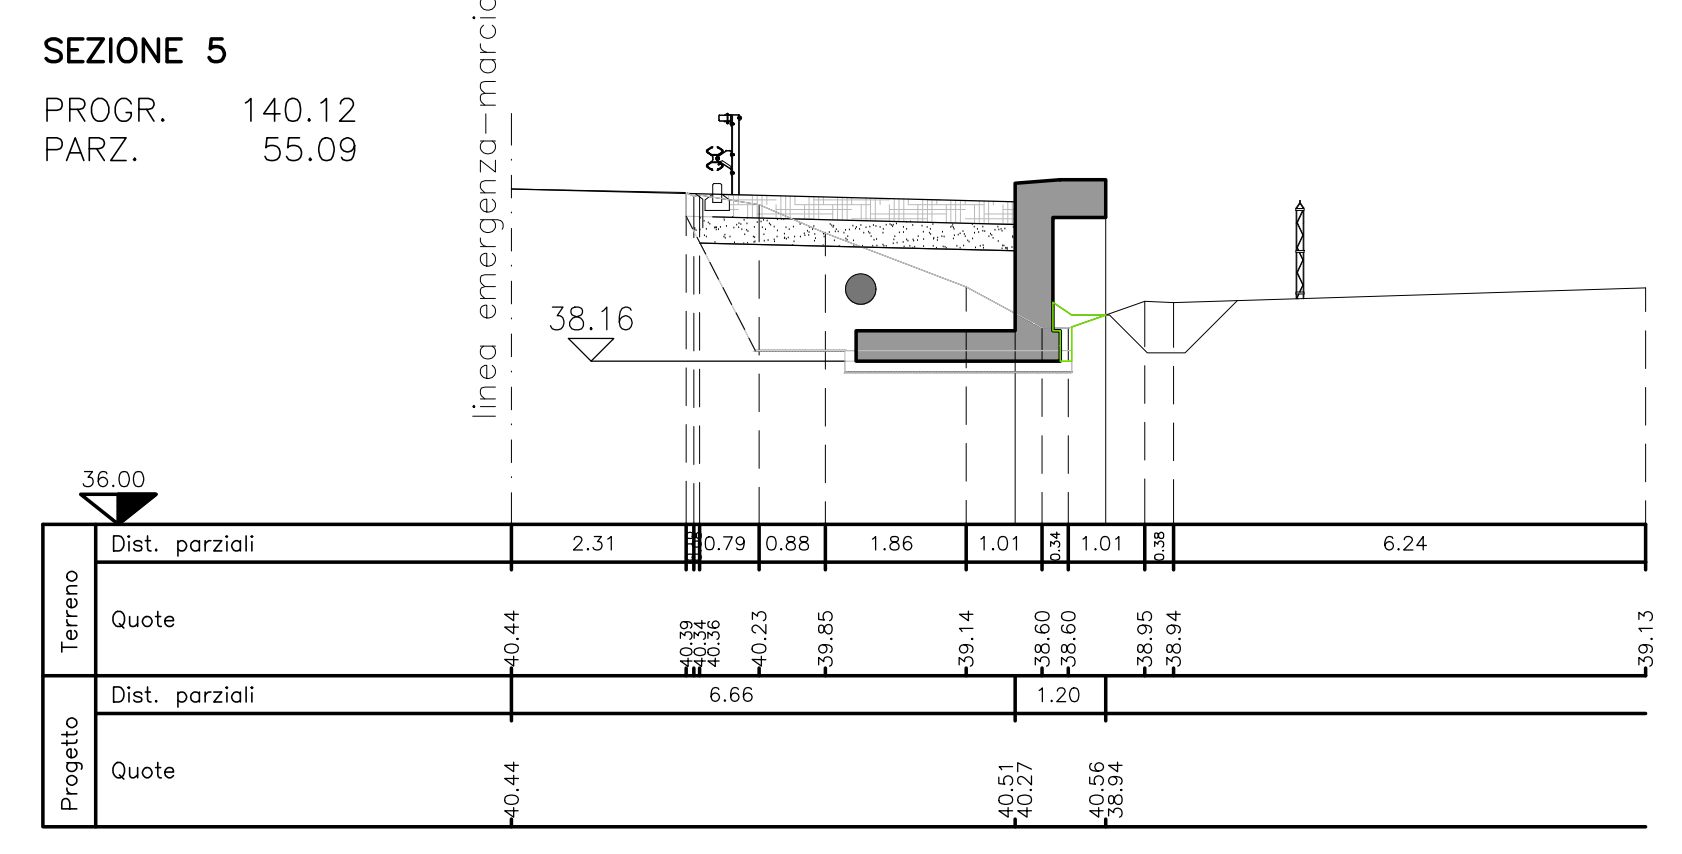 SEZIONE 5
PROGR. 140.12
PARZ. 55.09
linea emergenza-marcia
38.16
36.00
Terreno
Dist. parziali 2.31 0.79 0.88 1.86 1.01 0.34 1.01 0.38 6.24
Quote 40.44 40.39 40.34 40.36 40.23 39.85 39.14 38.60 38.60 38.95 38.94 39.13
Progetto
Dist. parziali 6.66 1.20
Quote 40.44 40.51 40.27 40.56 38.94